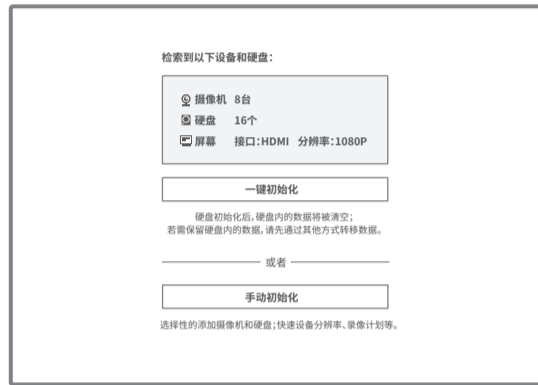 检索到以下设备和硬盘：
摄像机 8台
硬盘 16个
屏幕 接口：HDMI 分辨率：1080P
一键初始化
硬盘初始化后，硬盘内的数据将被清空；
若需保留硬盘内的数据，请先通过其他方式转移数据。
或者
手动初始化
选择性的添加摄像机和硬盘；快速设备分辨率、录像计划等。